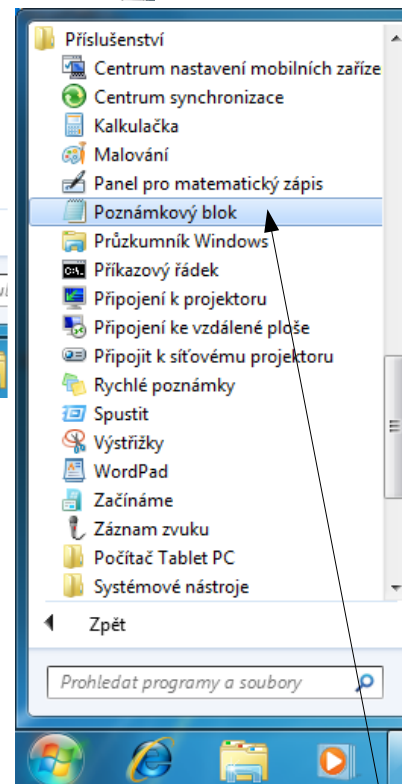 Příslušenství
Centrum nastavení mobilních zaříze
Centrum synchronizace
Kalkulačka
Malování
Panel pro matematický zápis
Poznámkový blok
Průzkumník Windows
Příkazový řádek
Připojení k projektoru
Připojení ke vzdálené ploše
Připojit k síťovému projektoru
Rychlé poznámky
Spustit
Výstřižky
WordPad
Začínáme
Záznam zvuku
Počítač Tablet PC
Systémové nástroje
Zpět
Prohledat programy a soubory